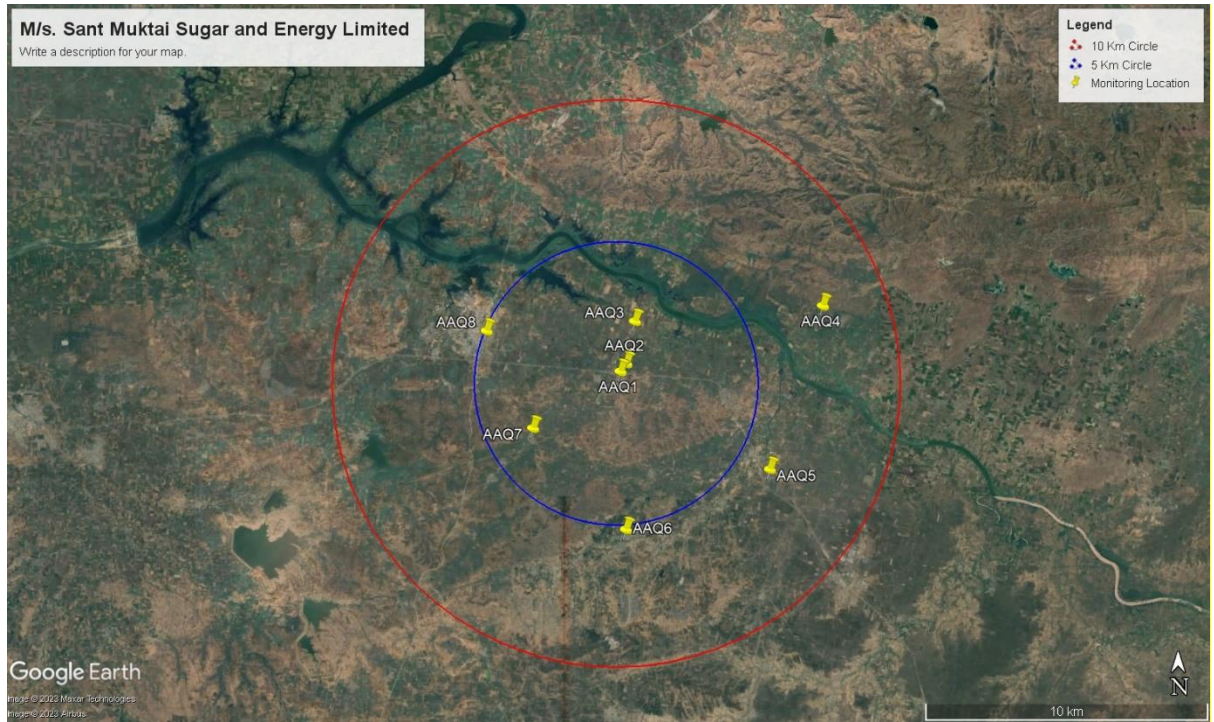 M/s. Sant Muktai Sugar and Energy Limited
Write a description for your map.
Legend
10 Km Circle
5 Km Circle
Monitoring Location
AAQ8
AAQ3
AAQ4
AAQ2
AAQ1
AAQ7
AAQ5
AAQ6
Google Earth
Image © 2023 Maxar Technologies
Image © 2023 Airbus
N
10 km